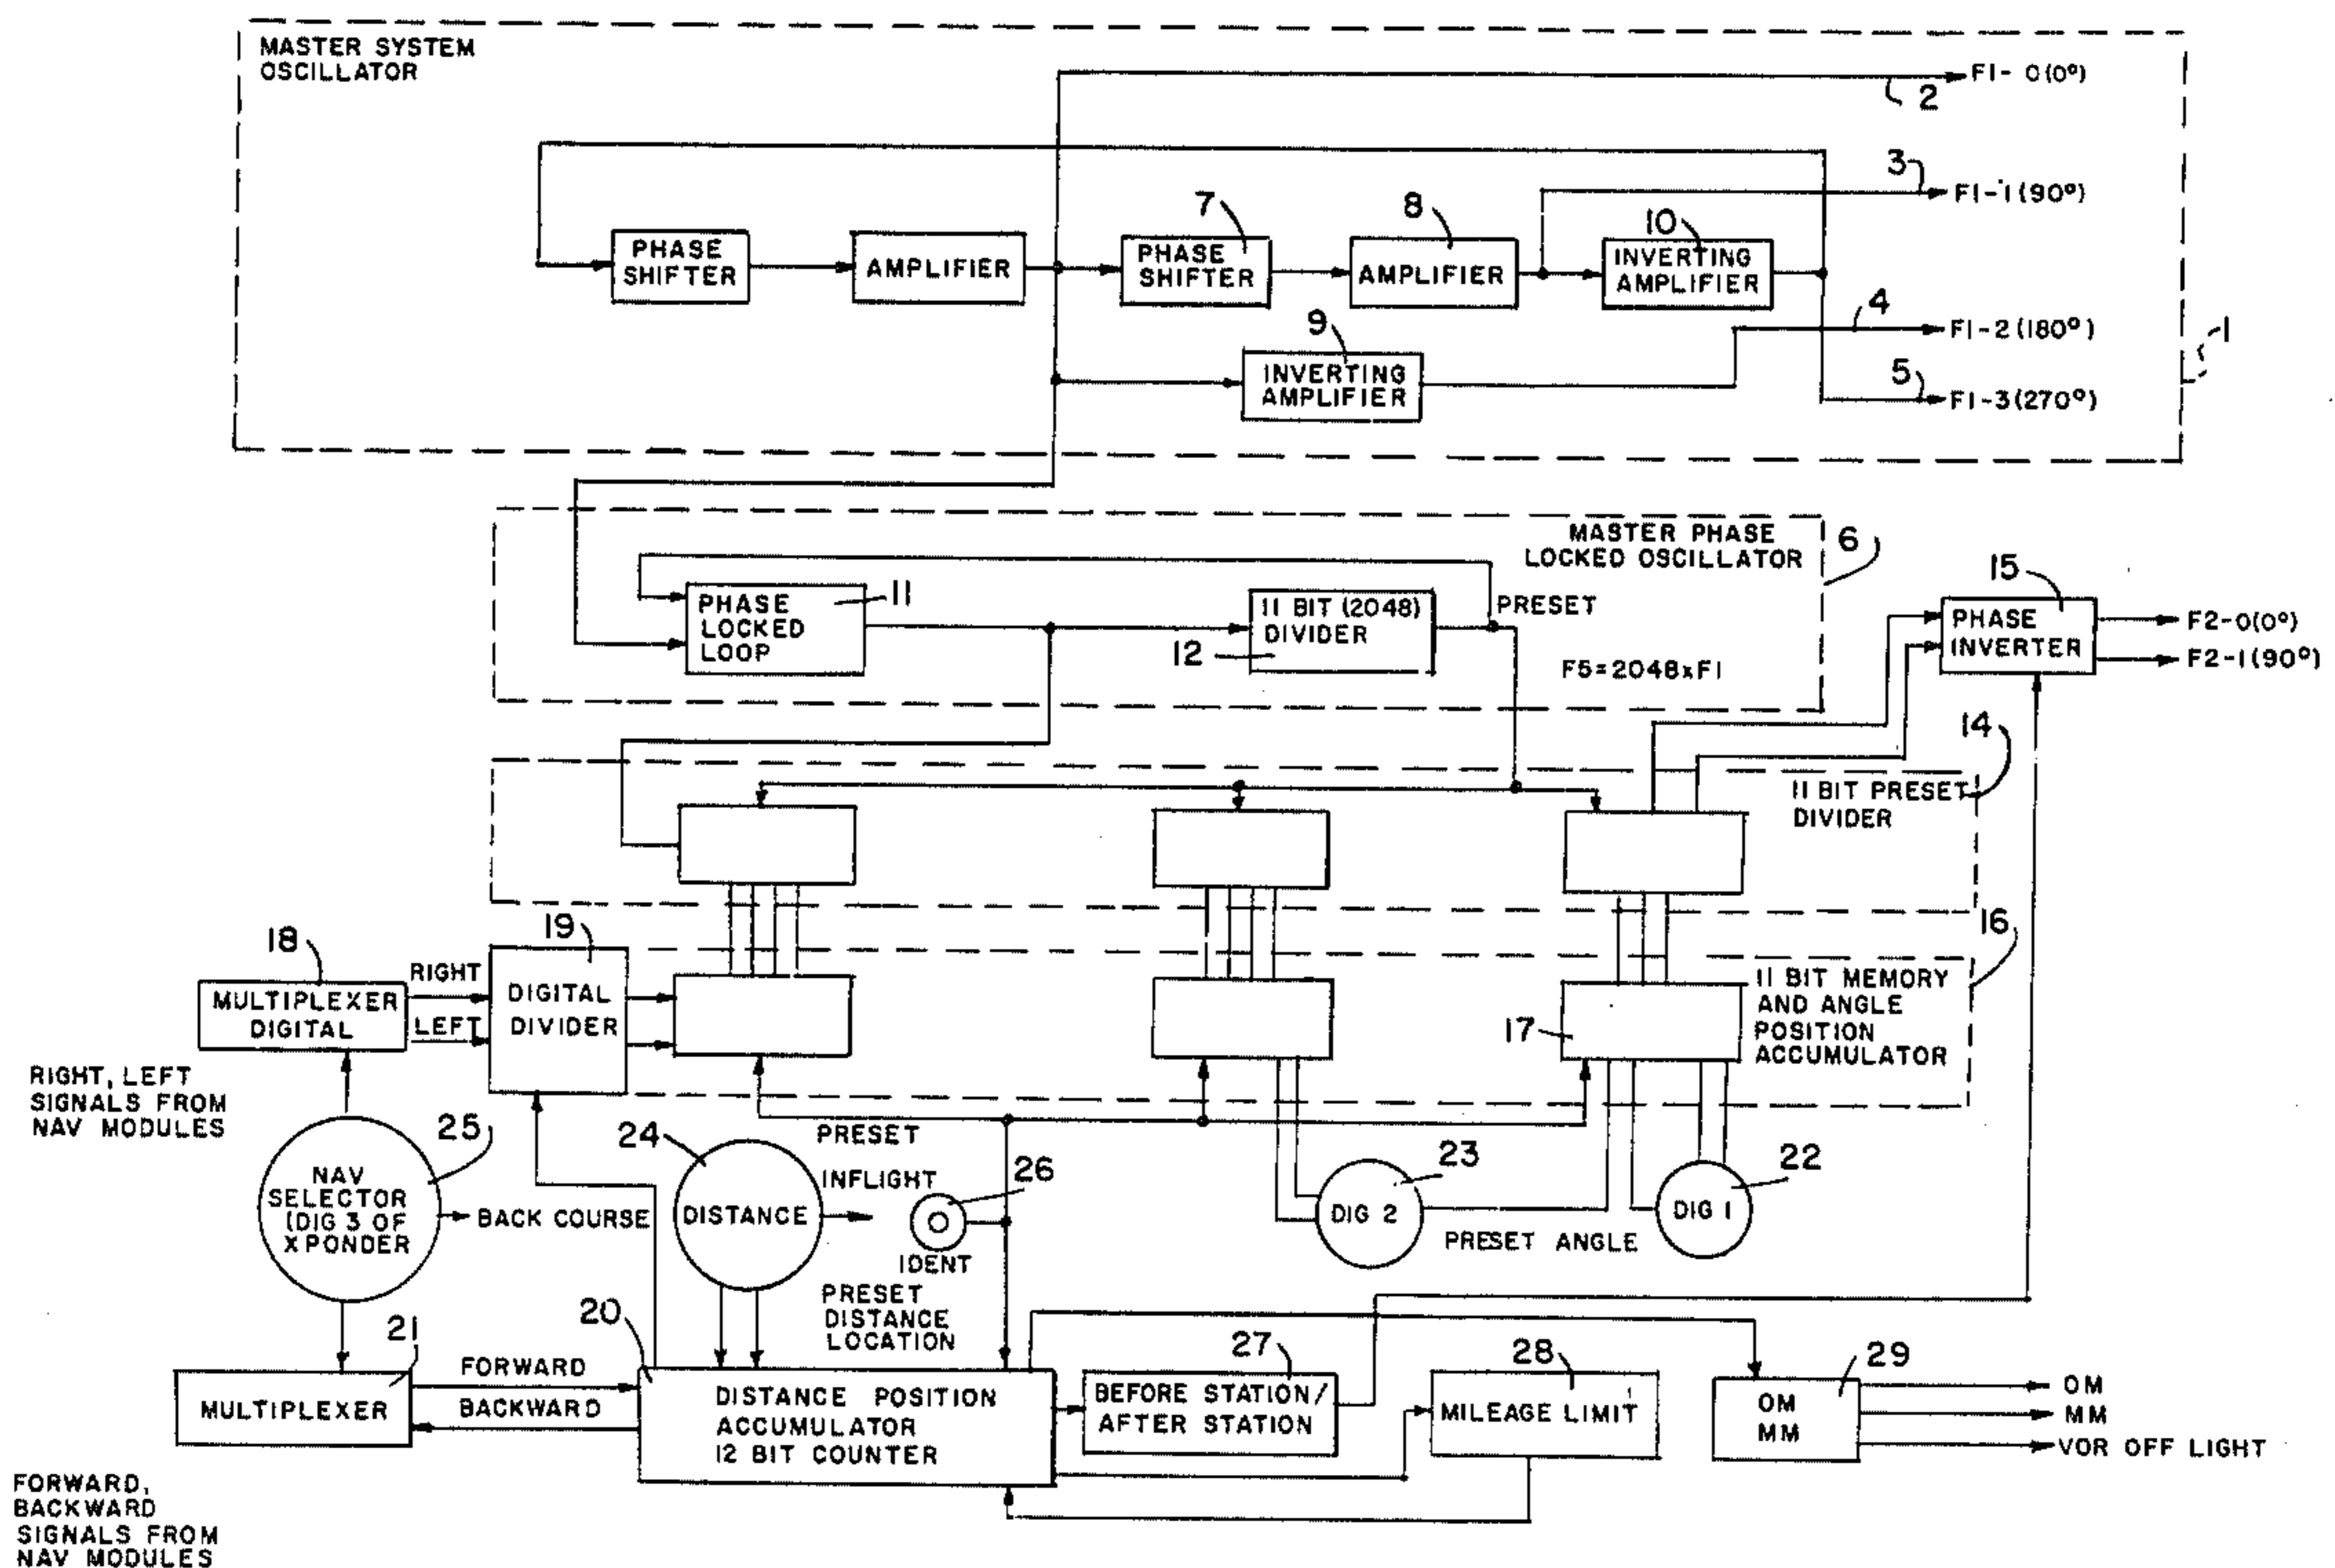 MASTER SYSTEM
OSCILLATOR
F1- 0(0°)
2
3
F1-1(90°)
7
8
10
PHASE
SHIFTER
AMPLIFIER
PHASE
SHIFTER
AMPLIFIER
INVERTING
AMPLIFIER
4
F1-2(180°)
1
9
INVERTING
AMPLIFIER
5
F1-3(270°)
MASTER PHASE
LOCKED OSCILLATOR
6
PHASE
LOCKED
LOOP
11
11 BIT (2048)
DIVIDER
12
PRESET
F5=2048xF1
15
PHASE
INVERTER
F2-0(0°)
F2-1(90°)
14
11 BIT PRESET
DIVIDER
16
18
19
MULTIPLEXER
DIGITAL
RIGHT
LEFT
DIGITAL
DIVIDER
17
11 BIT MEMORY
AND ANGLE
POSITION
ACCUMULATOR
RIGHT, LEFT
SIGNALS FROM
NAV MODULES
25
24
PRESET
INFLIGHT
26
23
22
NAV
SELECTOR
(DIG 3 OF
XPONDER
BACK COURSE
DISTANCE
IDENT
DIG 2
DIG 1
PRESET ANGLE
PRESET
DISTANCE
LOCATION
21
20
27
28
29
MULTIPLEXER
FORWARD
BACKWARD
DISTANCE POSITION
ACCUMULATOR
12 BIT COUNTER
BEFORE STATION/
AFTER STATION
MILEAGE LIMIT
OM
MM
OM
MM
VOR OFF LIGHT
FORWARD,
BACKWARD
SIGNALS FROM
NAV MODULES